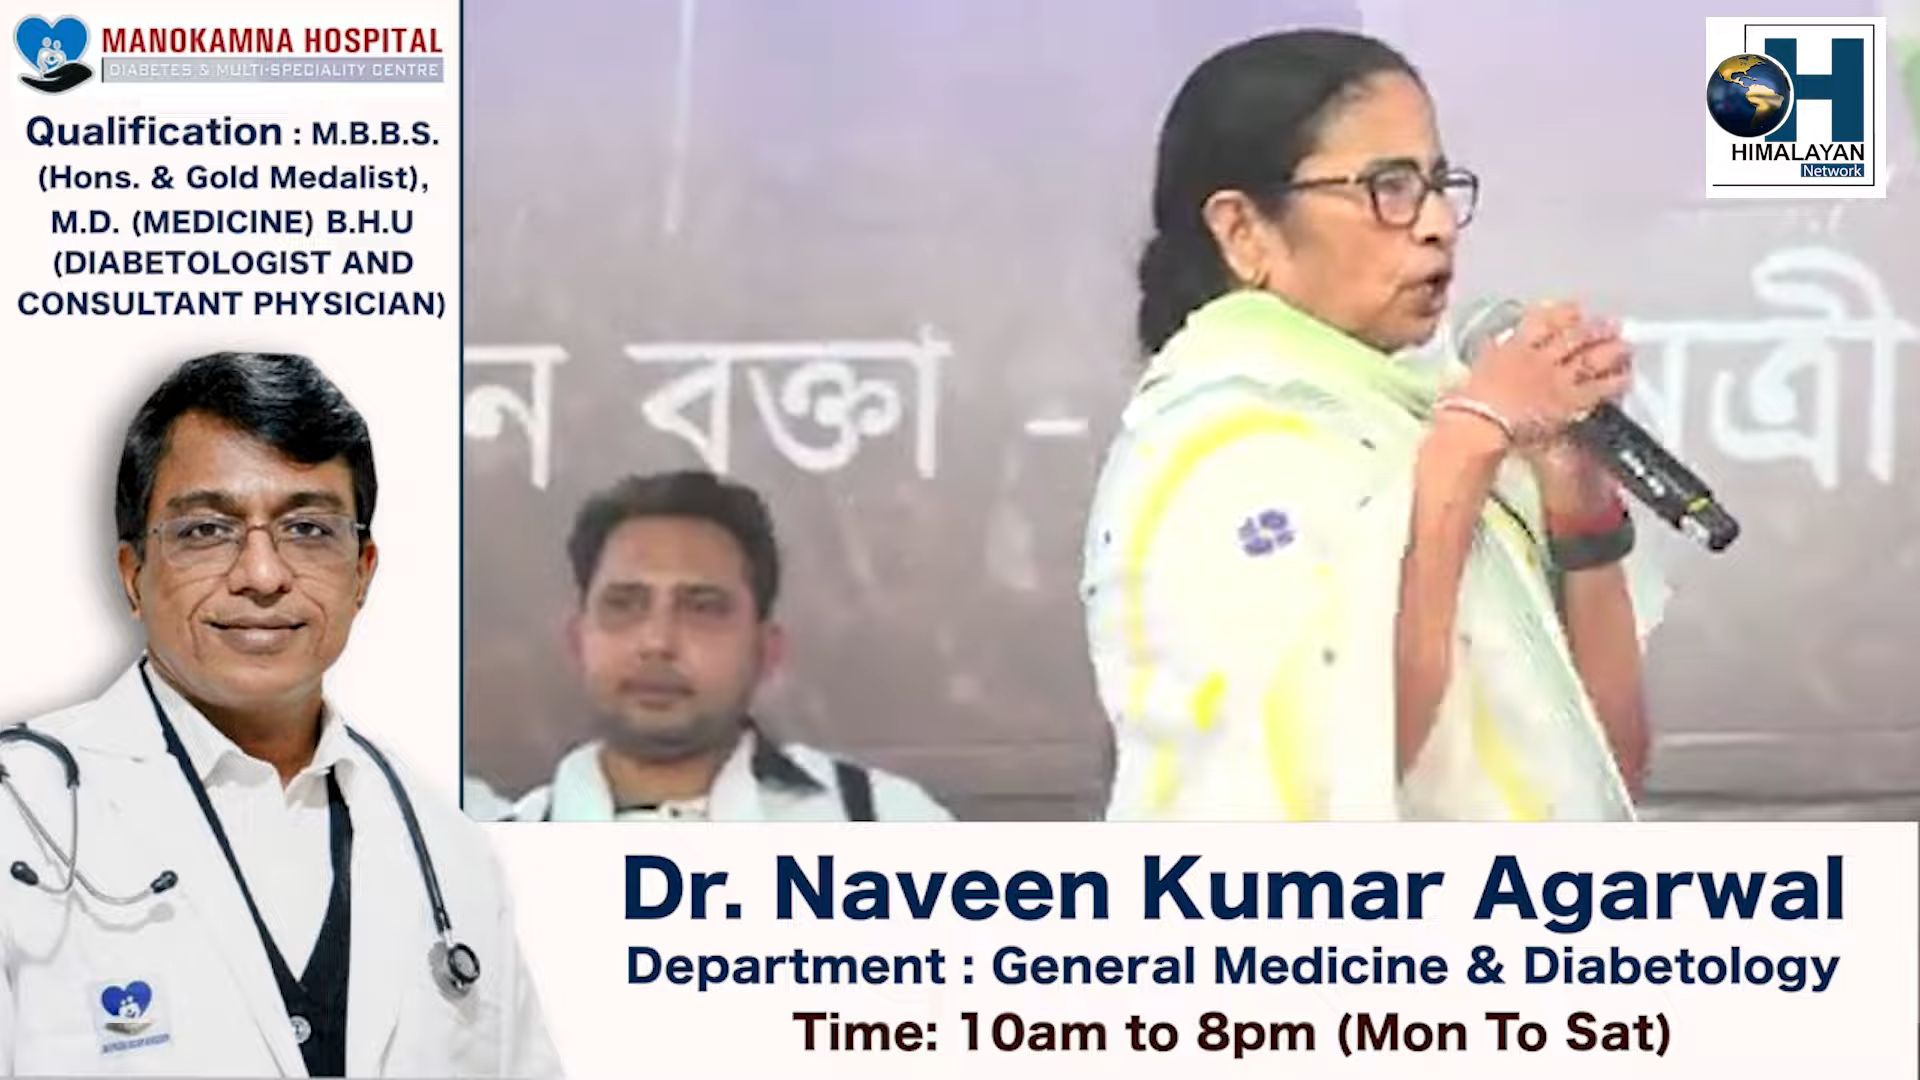 MANOKAMNA HOSPITAL
DIABETES & MULTI-SPECIALITY CENTRE
Qualification : M.B.B.S.
(Hons. & Gold Medalist),
M.D. (MEDICINE) B.H.U
(DIABETOLOGIST AND
CONSULTANT PHYSICIAN)
H
HIMALAYAN
Network
ন বক্তা -
ত্রী
Dr. Naveen Kumar Agarwal
Department : General Medicine & Diabetology
Time: 10am to 8pm (Mon To Sat)